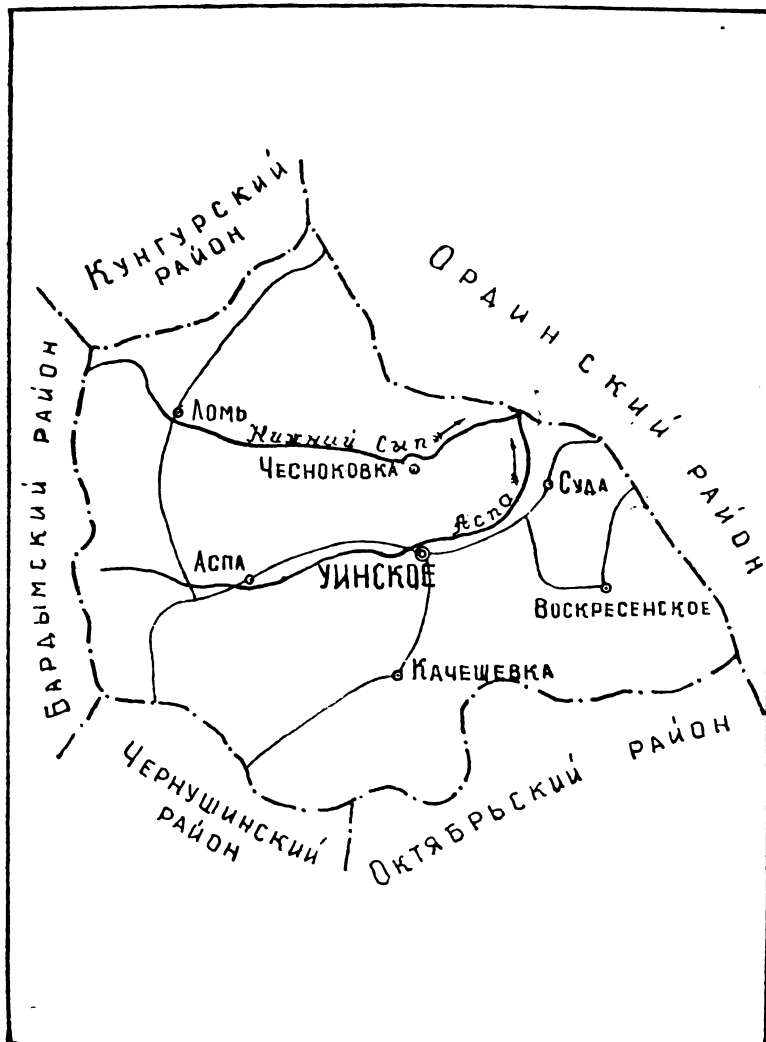 Кунгурский
район
Ординский район
Бардымский район
Ломь
Нижний Сып
Чесноковка
Суда
Аспа
Аспа
Уинское
Воскресенское
Качешевка
Чернушинский
район
Октябрьский район